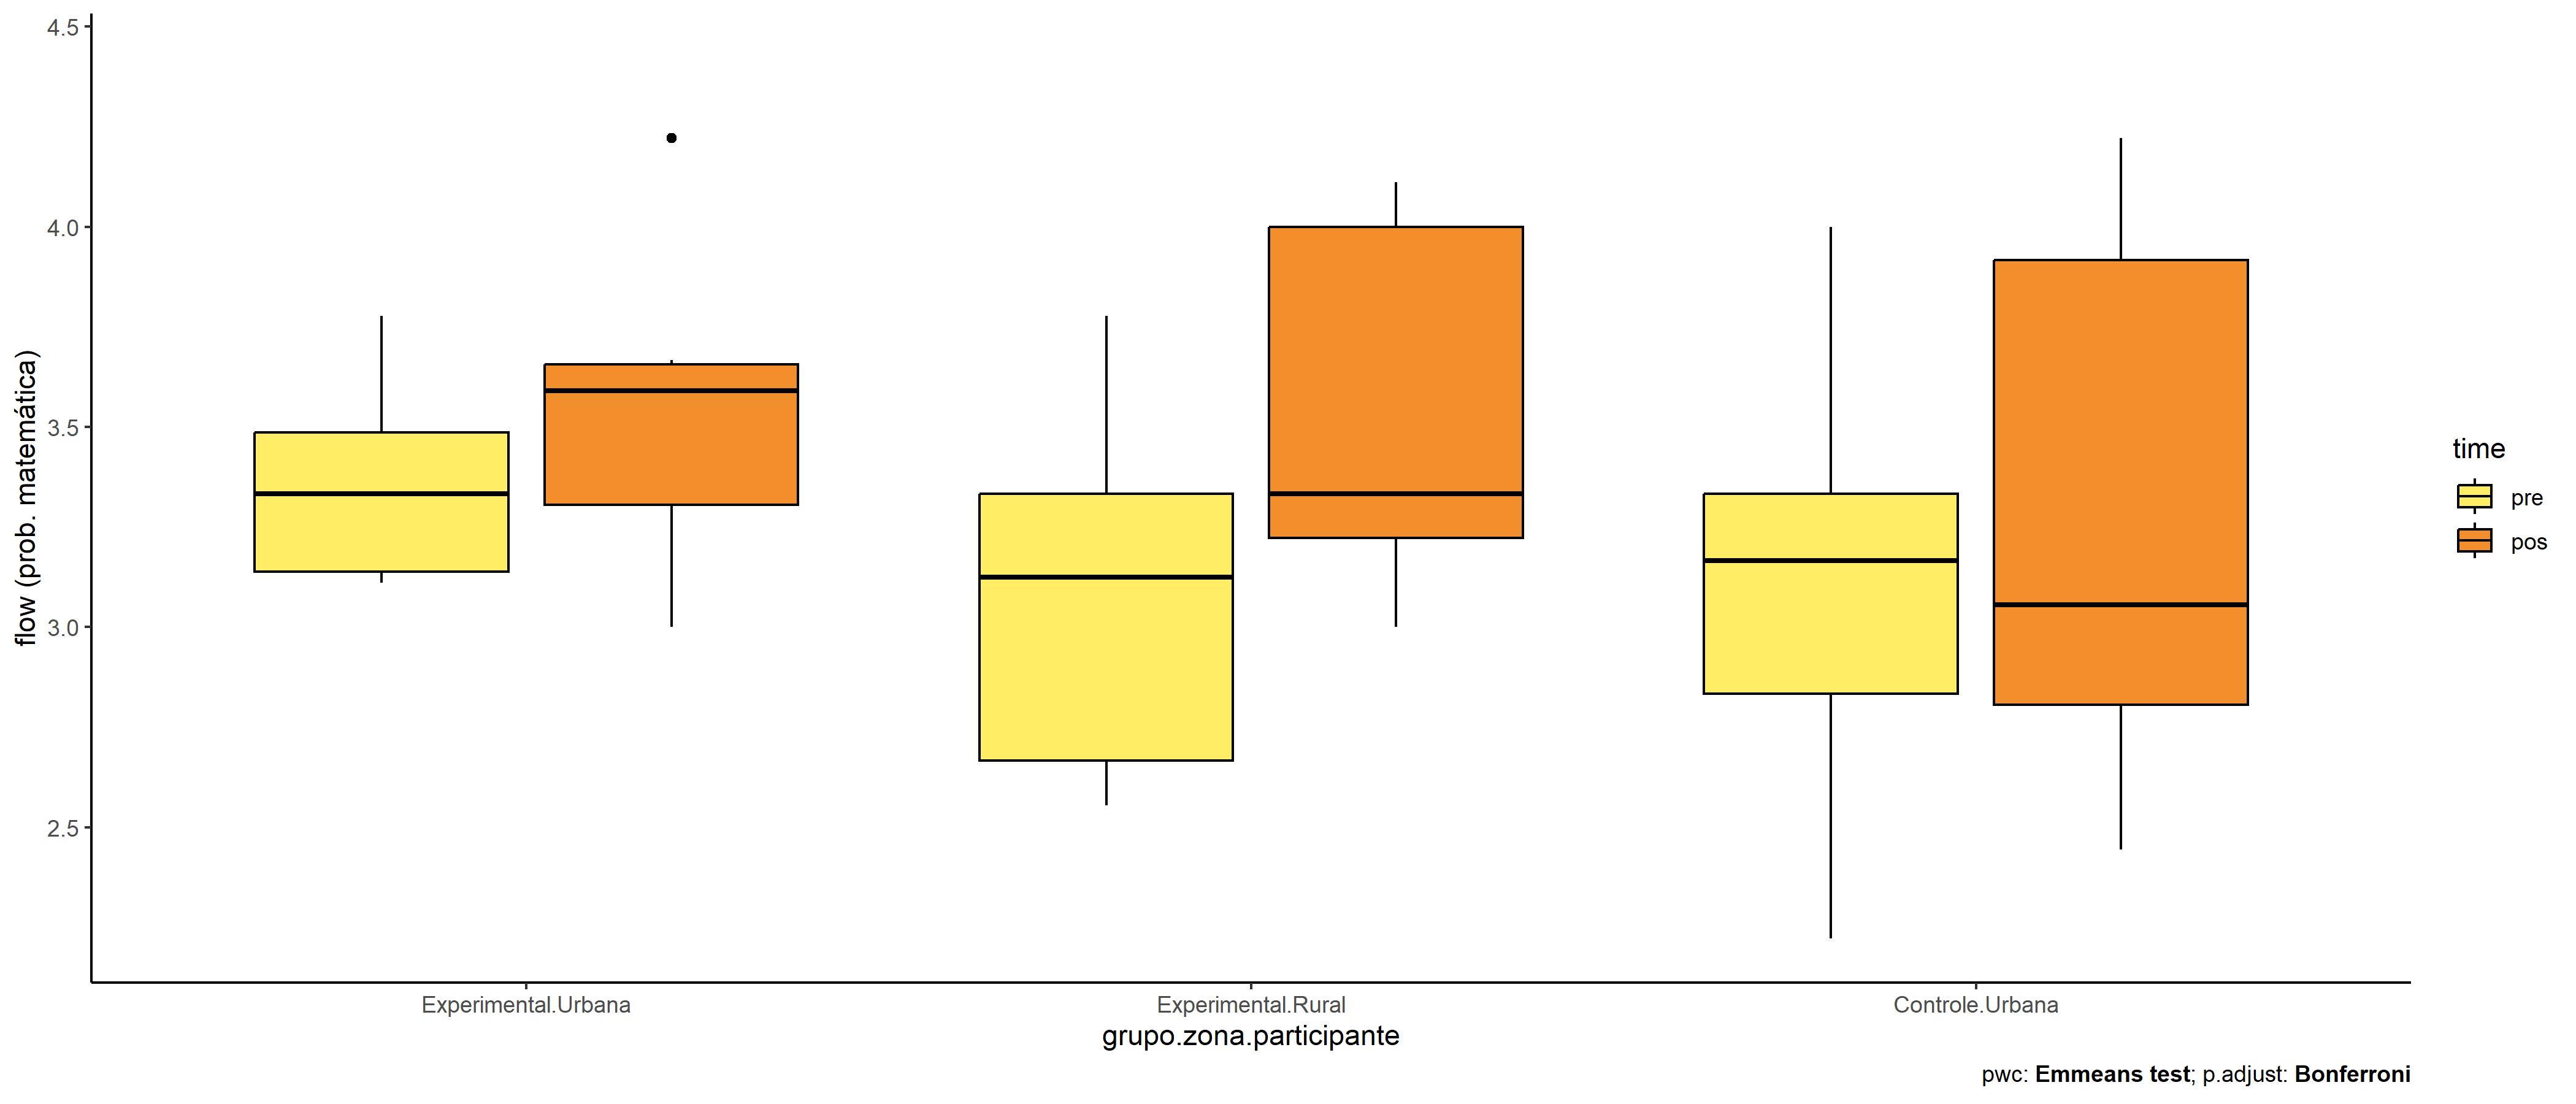 4.5
4.0
3.5
3.0
2.5
flow (prob. matemática)
Experimental.Urbana
Experimental.Rural
Controle.Urbana
grupo.zona.participante
time
pre
pos
pwc: Emmeans test; p.adjust: Bonferroni